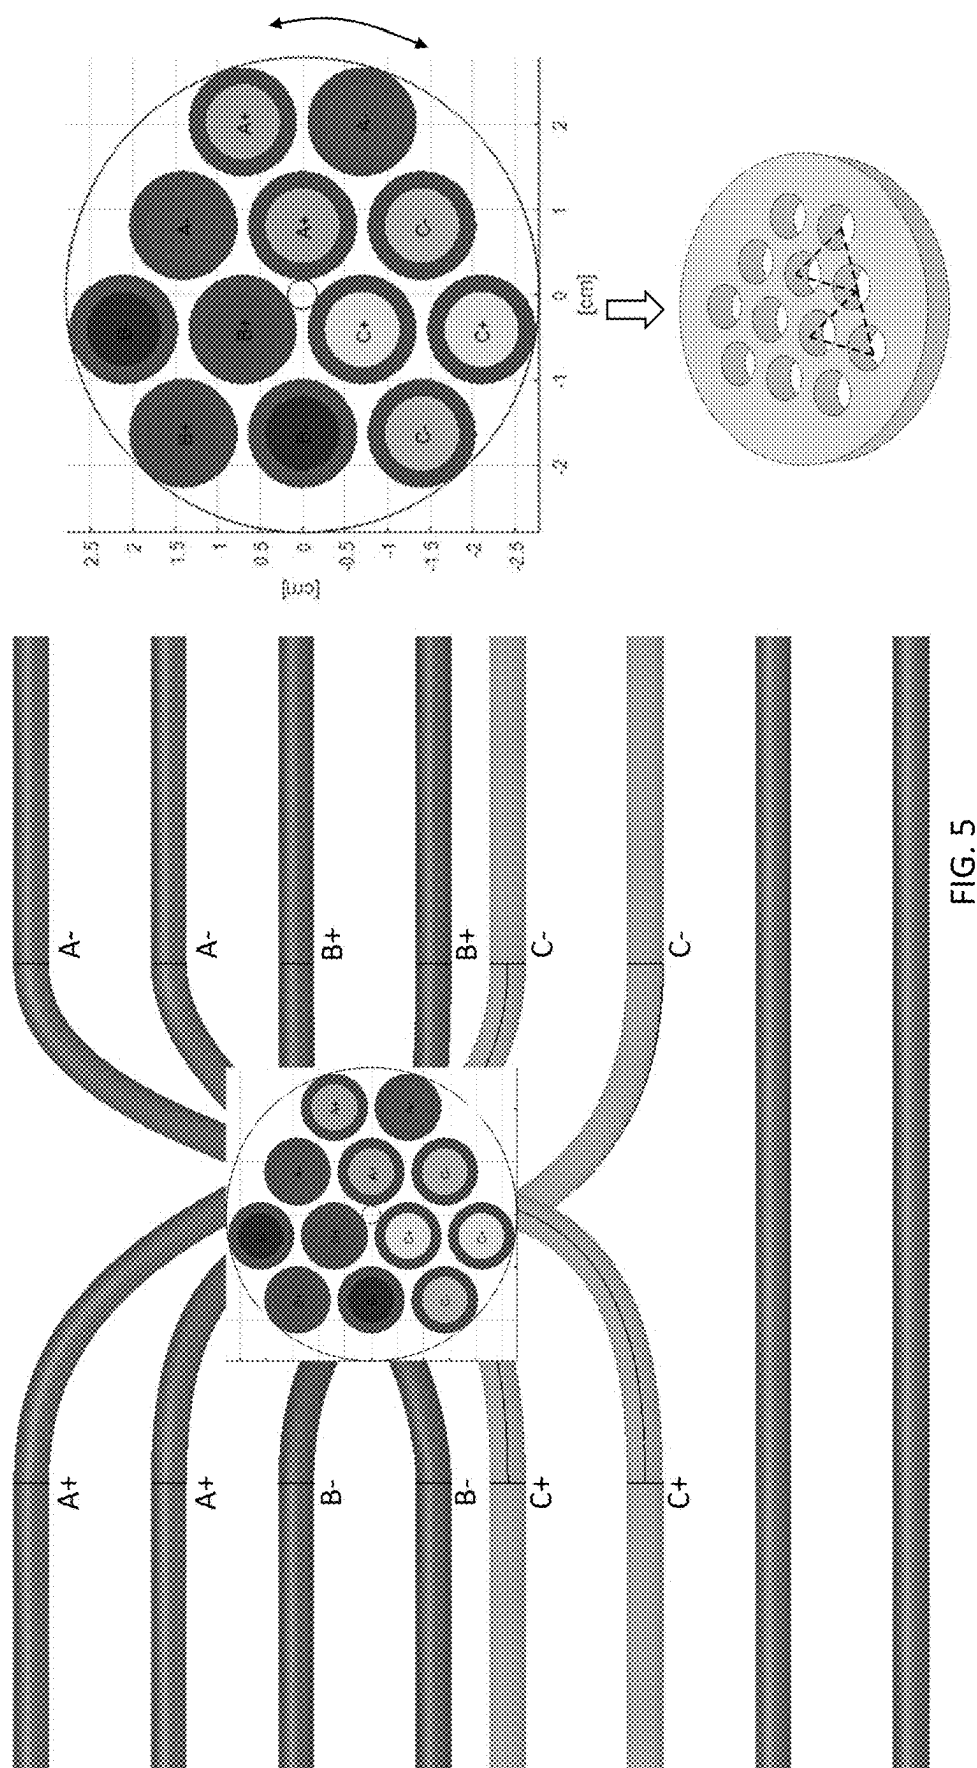 A+ A-
A+ A-
B- B+
B- B+
C+ C-
C+ C-
2.5
2
1.5
1
0.5
0
-0.5
-1
-1.5
-2
-2.5
[cm]
B+
B+ A+
A+
C+
C- C-
C+
-2 -1 0 1 2
[cm]
FIG. 5